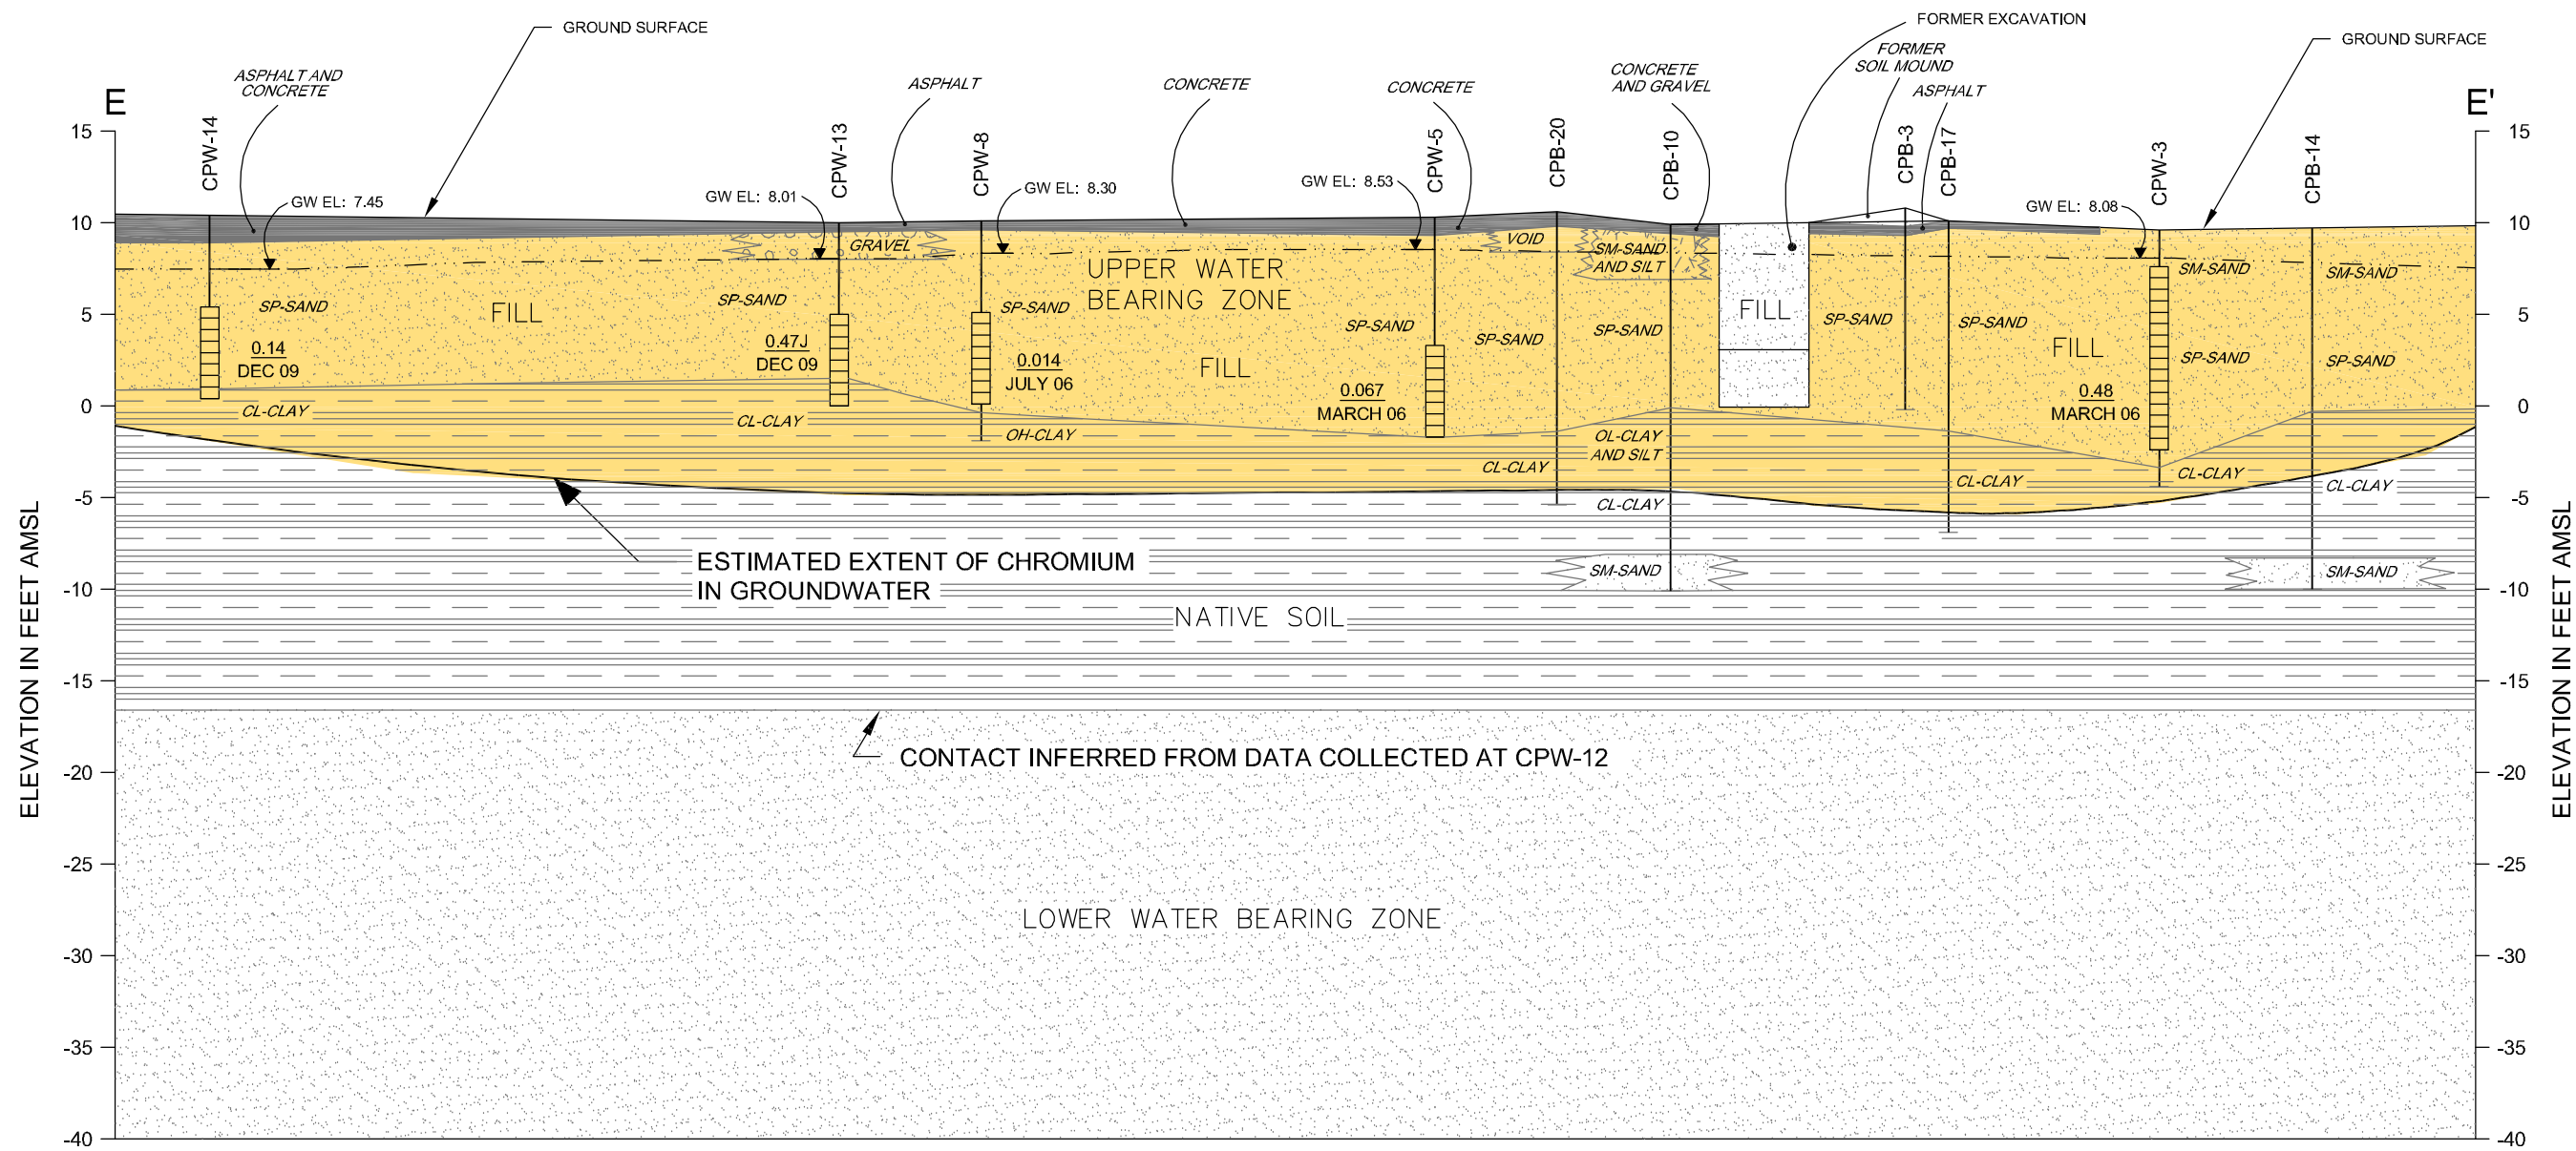 GROUND SURFACE
FORMER EXCAVATION
GROUND SURFACE
ASPHALT AND
CONCRETE
ASPHALT
CONCRETE
CONCRETE
CONCRETE
AND GRAVEL
FORMER
SOIL MOUND
ASPHALT
E
E'
CPW-14
CPW-13
CPW-8
CPW-5
CPB-20
CPB-10
CPB-3
CPB-17
CPW-3
CPB-14
GW EL: 7.45
GW EL: 8.01
GW EL: 8.30
GW EL: 8.53
GW EL: 8.08
GRAVEL
VOID
SM-SAND
AND SILT
SM-SAND
SM-SAND
UPPER WATER
BEARING ZONE
SP-SAND
FILL
SP-SAND
SP-SAND
FILL
SP-SAND
SP-SAND
SP-SAND
FILL
SP-SAND
SP-SAND
FILL
SP-SAND
SP-SAND
0.14
DEC 09
0.47J
DEC 09
0.014
JULY 06
0.067
MARCH 06
0.48
MARCH 06
CL-CLAY
CL-CLAY
OH-CLAY
OL-CLAY
AND SILT
CL-CLAY
CL-CLAY
CL-CLAY
CL-CLAY
CL-CLAY
SM-SAND
SM-SAND
ESTIMATED EXTENT OF CHROMIUM
IN GROUNDWATER
NATIVE SOIL
CONTACT INFERRED FROM DATA COLLECTED AT CPW-12
LOWER WATER BEARING ZONE
ELEVATION IN FEET AMSL
15
10
5
0
-5
-10
-15
-20
-25
-30
-35
-40
ELEVATION IN FEET AMSL
15
10
5
0
-5
-10
-15
-20
-25
-30
-35
-40